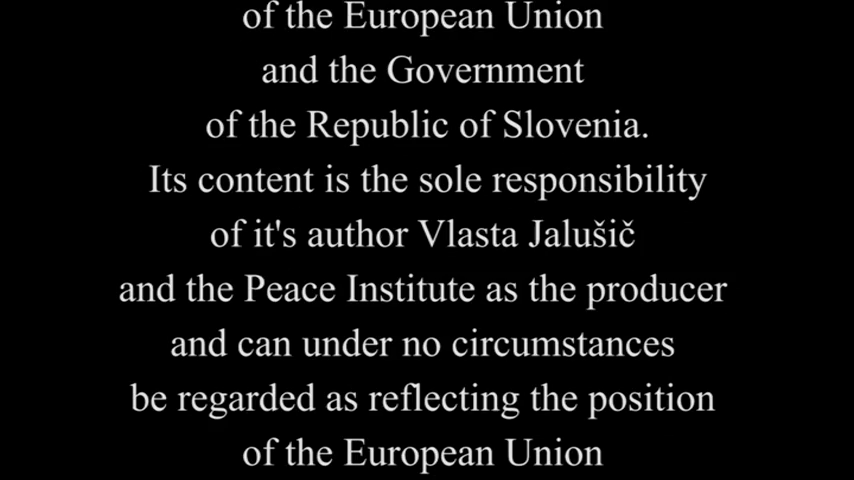 of the European Union
and the Government
of the Republic of Slovenia.
Its content is the sole responsibility
of it's author Vlasta Jalušič
and the Peace Institute as the producer
and can under no circumstances
be regarded as reflecting the position
of the European Union